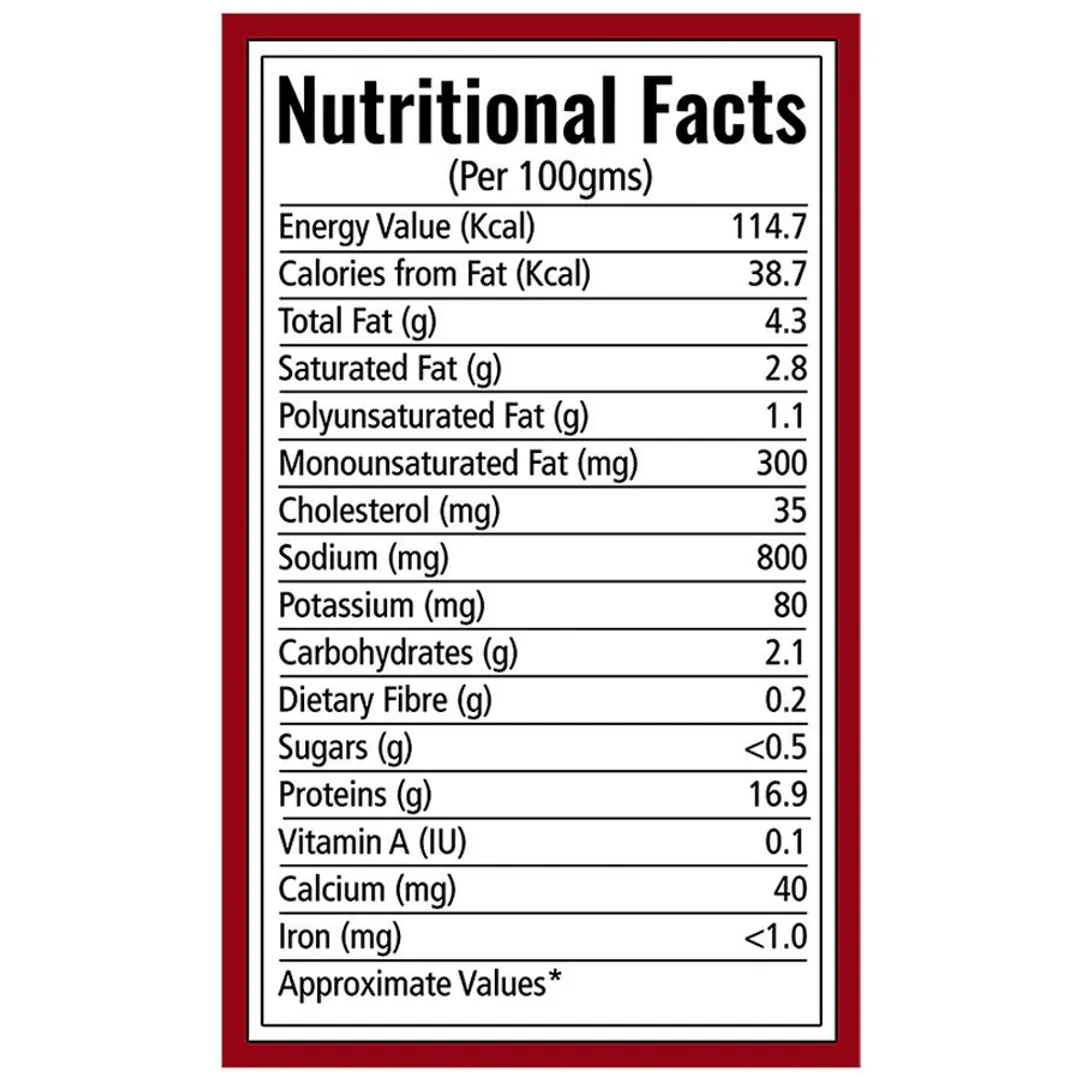 Nutritional Facts
(Per 100gms)
Energy Value (Kcal) 114.7
Calories from Fat (Kcal) 38.7
Total Fat (g) 4.3
Saturated Fat (g) 2.8
Polyunsaturated Fat (g) 1.1
Monounsaturated Fat (mg) 300
Cholesterol (mg) 35
Sodium (mg) 800
Potassium (mg) 80
Carbohydrates (g) 2.1
Dietary Fibre (g) 0.2
Sugars (g) <0.5
Proteins (g) 16.9
Vitamin A (IU) 0.1
Calcium (mg) 40
Iron (mg) <1.0
Approximate Values*